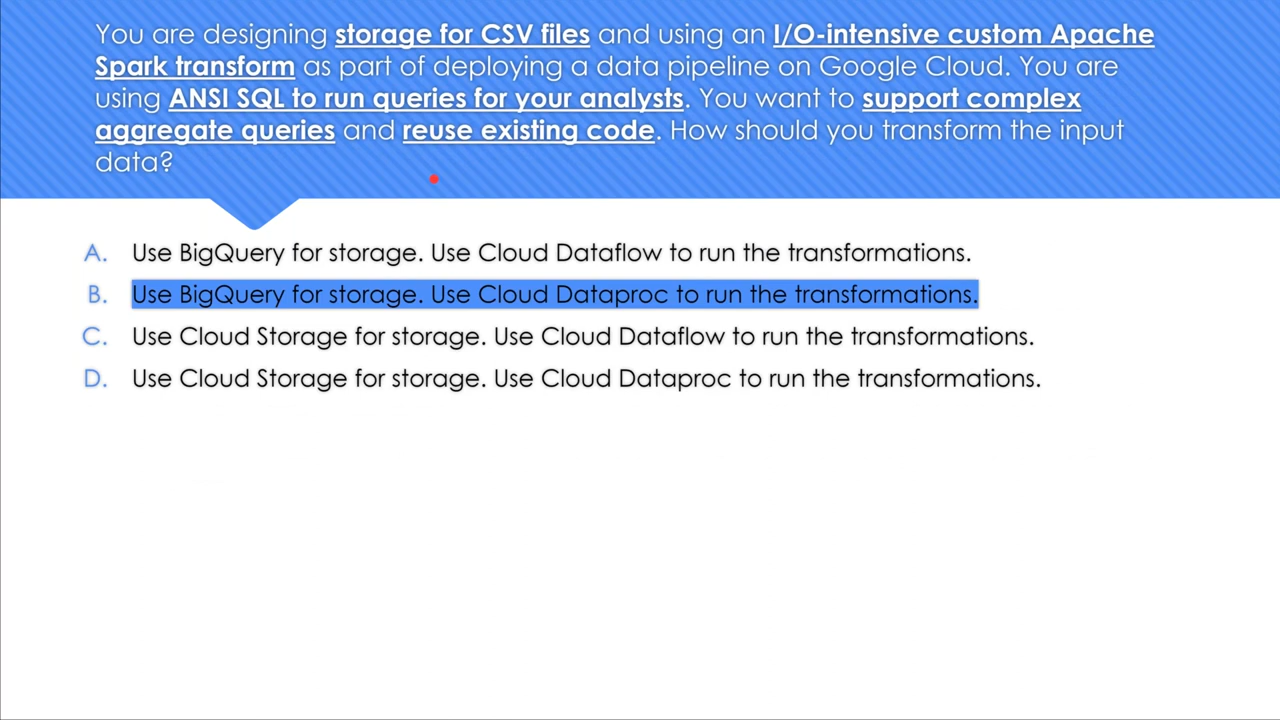 You are designing storage for CSV files and using an I/O-intensive custom Apache
Spark transform as part of deploying a data pipeline on Google Cloud. You are
using ANSI SQL to run queries for your analysts. You want to support complex
aggregate queries and reuse existing code. How should you transform the input
data?
A. Use BigQuery for storage. Use Cloud Dataflow to run the transformations.
B. Use BigQuery for storage. Use Cloud Dataproc to run the transformations.
C. Use Cloud Storage for storage. Use Cloud Dataflow to run the transformations.
D. Use Cloud Storage for storage. Use Cloud Dataproc to run the transformations.